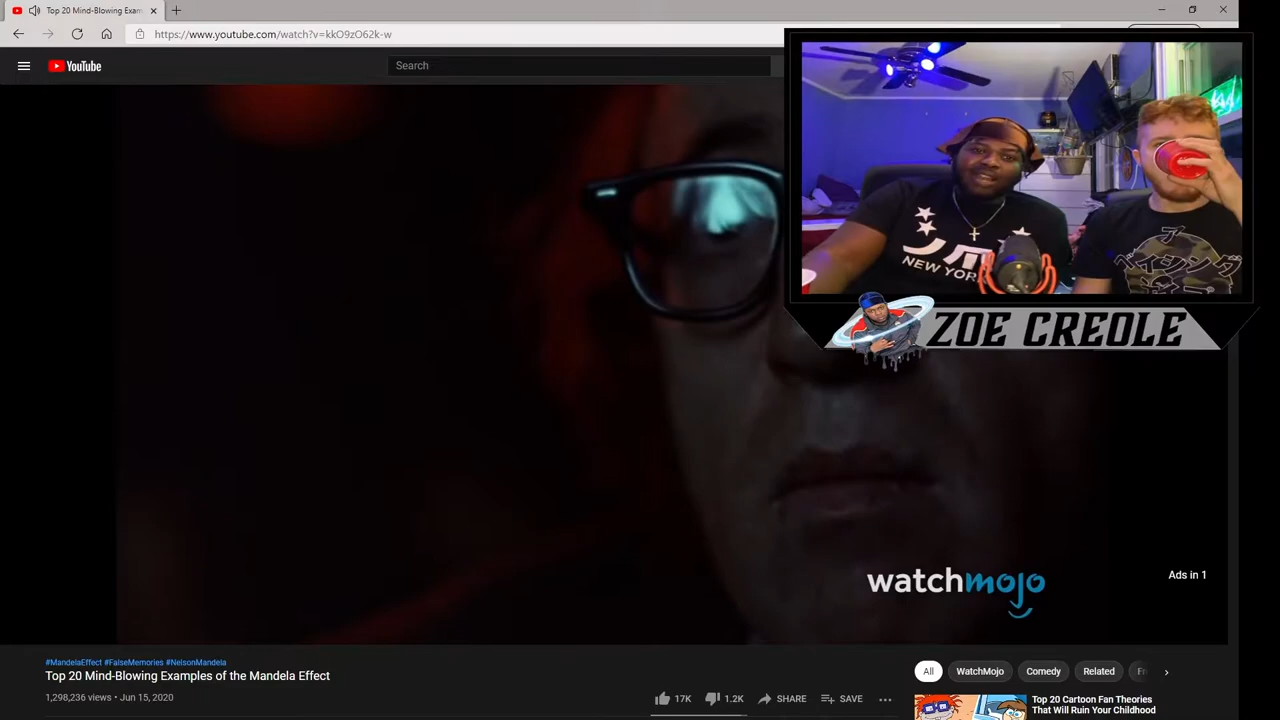 Top 20 Mind-Blowing Exam
https://www.youtube.com/watch?v=kkO9zO62k-w
YouTube
Search
NEW YORK
ZOE CREOLE
watchmojo
Ads in 1
#MandelaEffect #FalseMemories #NelsonMandela
Top 20 Mind-Blowing Examples of the Mandela Effect
1,298,236 views • Jun 15, 2020
17K
1.2K
SHARE
SAVE
All
WatchMojo
Comedy
Related
Top 20 Cartoon Fan Theories
That Will Ruin Your Childhood